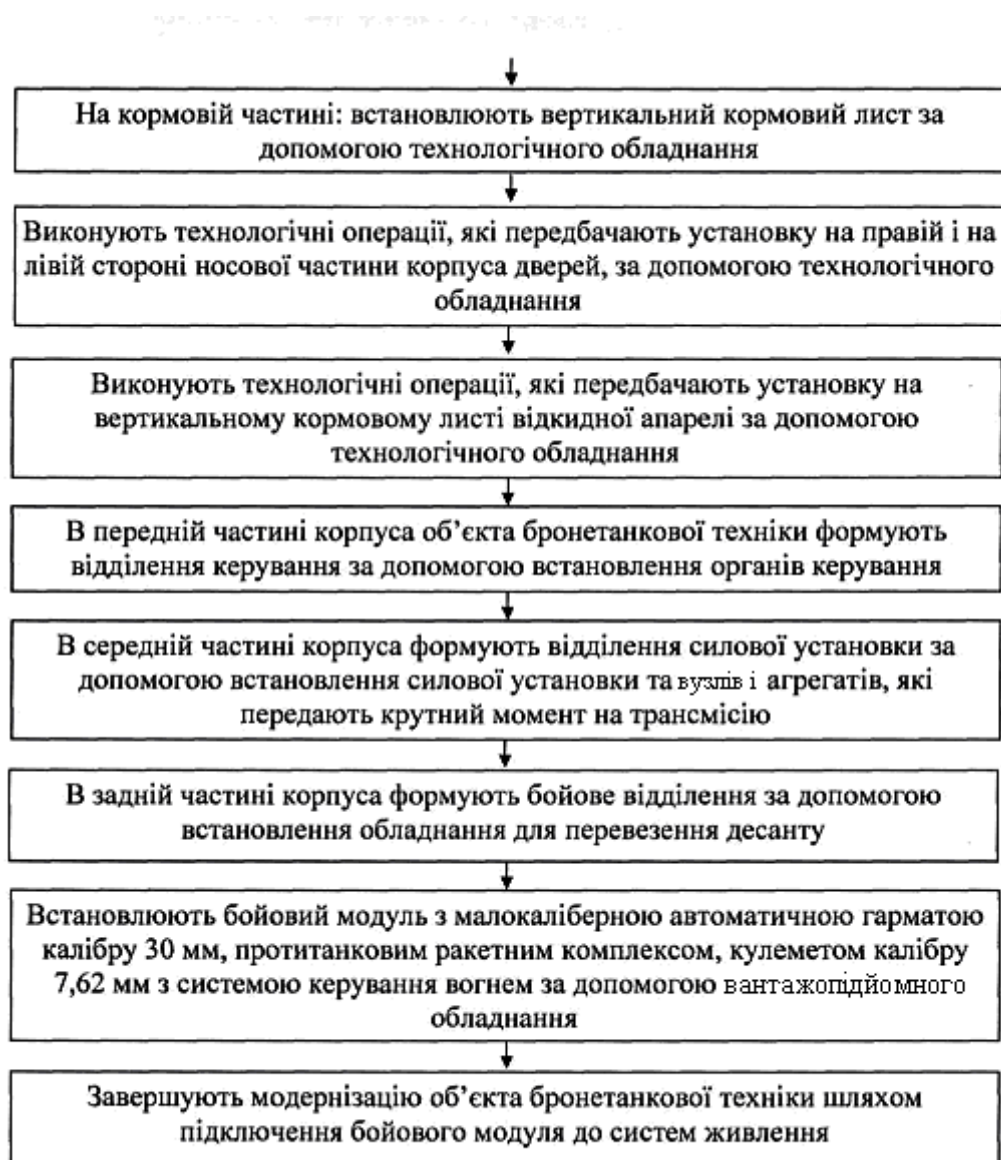 На кормовій частині: встановлюють вертикальний кормовий лист за
допомогою технологічного обладнання
Виконують технологічні операції, які передбачають установку на правій і на
лівій стороні носової частини корпуса дверей, за допомогою технологічного
обладнання
Виконують технологічні операції, які передбачають установку на
вертикальному кормовому листі відкидної апарелі за допомогою
технологічного обладнання
В передній частині корпуса об’єкта бронетанкової техніки формують
відділення керування за допомогою встановлення органів керування
В середній частині корпуса формують відділення силової установки за
допомогою встановлення силової установки та вузлів і агрегатів, які
передають крутний момент на трансмісію
В задній частині корпуса формують бойове відділення за допомогою
встановлення обладнання для перевезення десанту
Встановлюють бойовий модуль з малокаліберною автоматичною гарматою
калібру 30 мм, протитанковим ракетним комплексом, кулеметом калібру
7,62 мм з системою керування вогнем за допомогою вантажопідйомного
обладнання
Завершують модернізацію об’єкта бронетанкової техніки шляхом
підключення бойового модуля до систем живлення